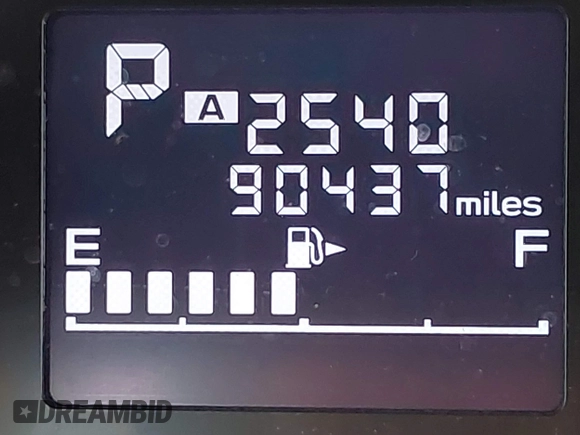 P
A 2540
90437 miles
E F
DREAMBID